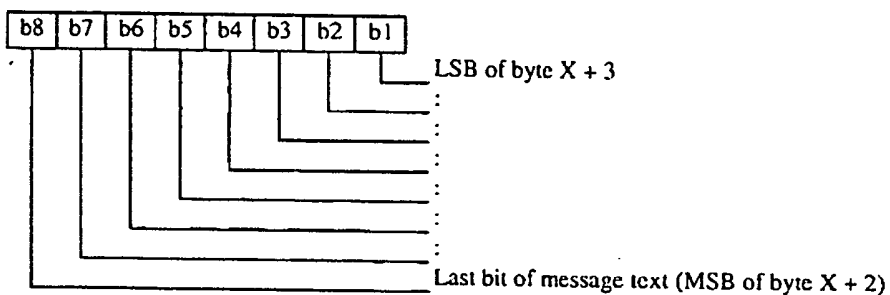 b8 b7 b6 b5 b4 b3 b2 b1
LSB of byte X + 3
:
:
:
:
:
:
Last bit of message text (MSB of byte X + 2)